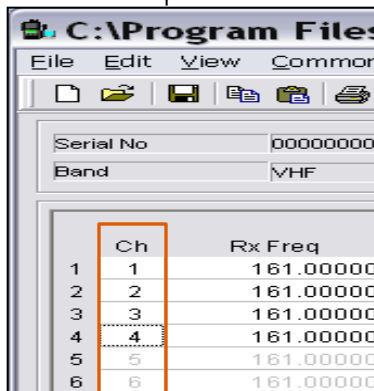 C:\Program Files
File Edit View Common
Serial No 00000000
Band VHF
Ch Rx Freq
1 1 161.00000
2 2 161.00000
3 3 161.00000
4 4 161.00000
5 5 161.00000
6 6 161.00000